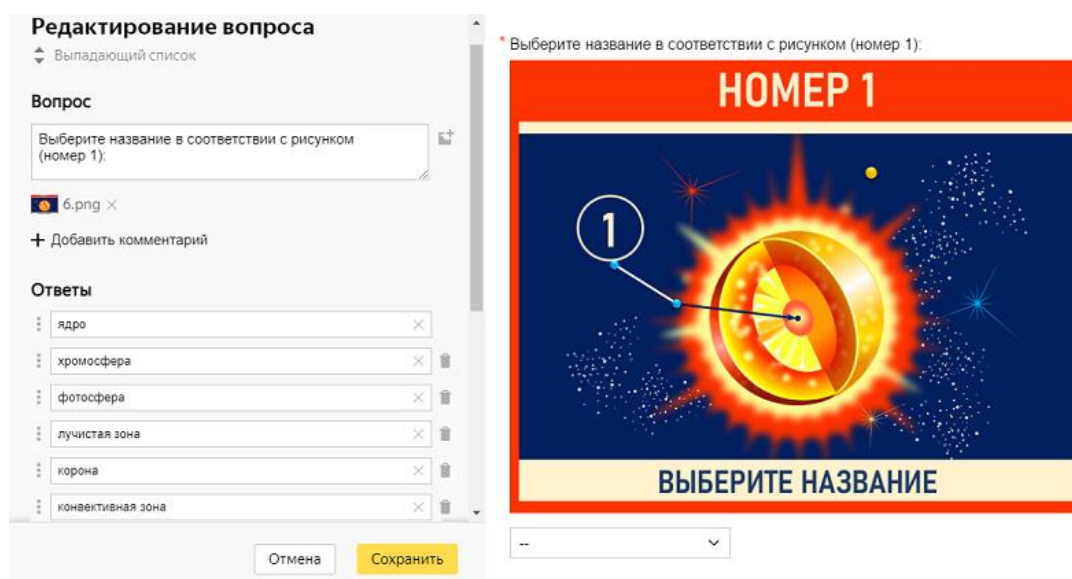 Редактирование вопроса
Выпадающий список
Вопрос
Выберите название в соответствии с рисунком
(номер 1):
6.png
Добавить комментарий
Ответы
ядро
хромосфера
фотосфера
лучистая зона
корона
конвективная зона
Отмена
Сохранить
* Выберите название в соответствии с рисунком (номер 1):
НОМЕР 1
1
ВЫБЕРИТЕ НАЗВАНИЕ
--